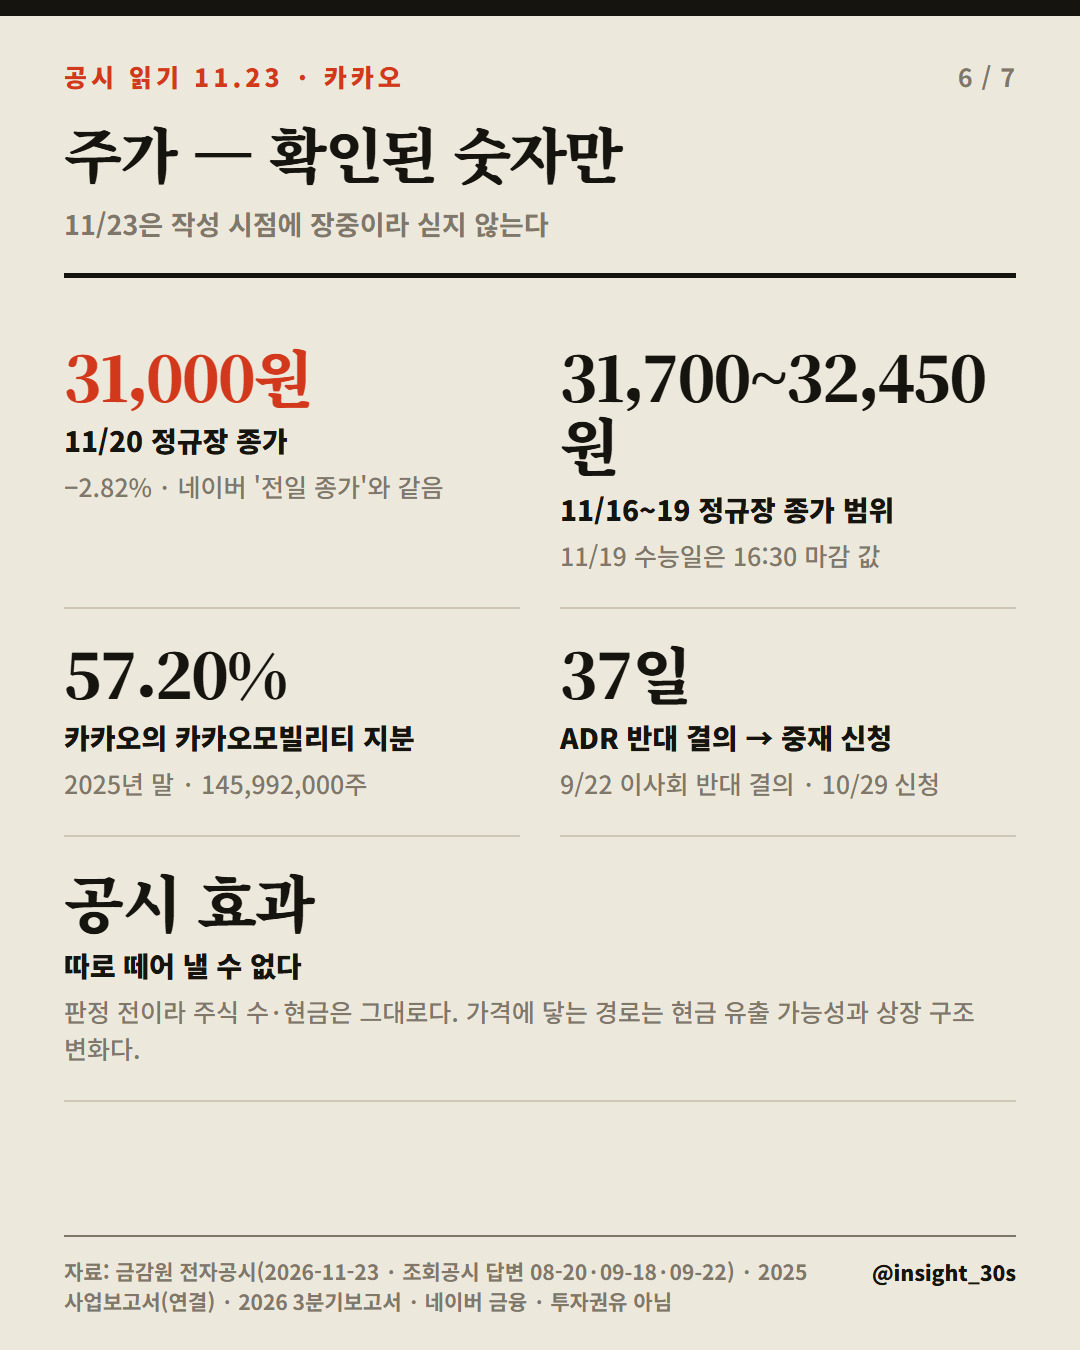 공시 읽기 11.23 · 카카오
6 / 7
주가 — 확인된 숫자만
11/23은 작성 시점에 장중이라 싣지 않는다
31,000원
11/20 정규장 종가
−2.82% · 네이버 '전일 종가'와 같음
31,700~32,450
원
11/16~19 정규장 종가 범위
11/19 수능일은 16:30 마감 값
57.20%
카카오의 카카오모빌리티 지분
2025년 말 · 145,992,000주
37일
ADR 반대 결의 → 중재 신청
9/22 이사회 반대 결의 · 10/29 신청
공시 효과
따로 떼어 낼 수 없다
판정 전이라 주식 수·현금은 그대로다. 가격에 닿는 경로는 현금 유출 가능성과 상장 구조
변화다.
자료: 금감원 전자공시(2026-11-23 · 조회공시 답변 08-20·09-18·09-22) · 2025
사업보고서(연결) · 2026 3분기보고서 · 네이버 금융 · 투자권유 아님
@insight_30s